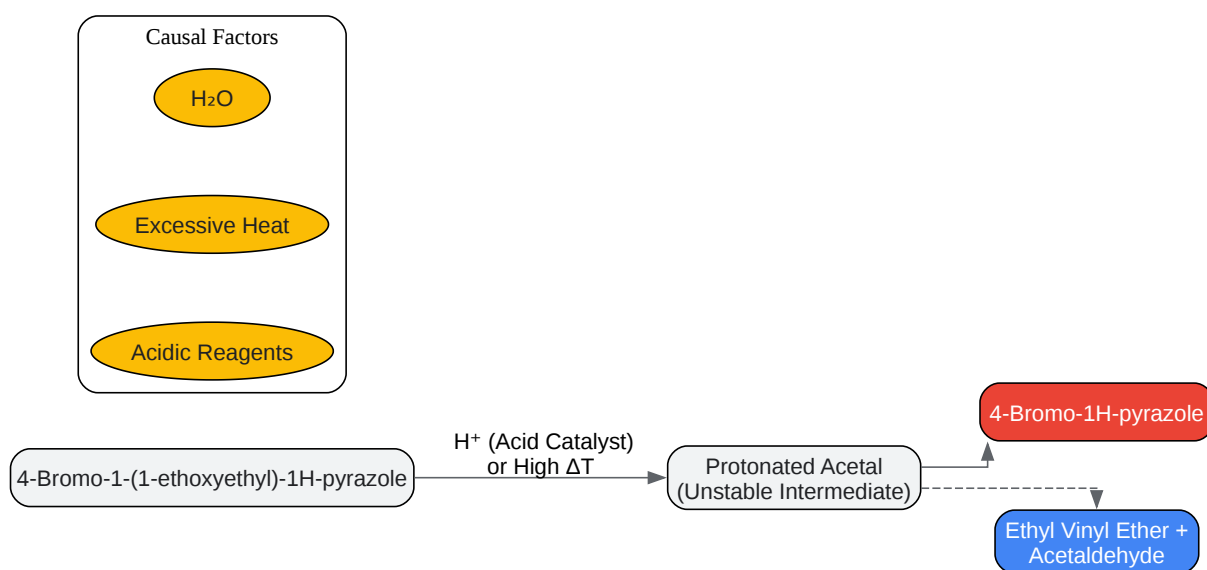 Causal Factors
H₂O
Excessive Heat
Acidic Reagents
4-Bromo-1-(1-ethoxyethyl)-1H-pyrazole
H⁺ (Acid Catalyst)
or High ΔT
Protonated Acetal
(Unstable Intermediate)
4-Bromo-1H-pyrazole
Ethyl Vinyl Ether +
Acetaldehyde